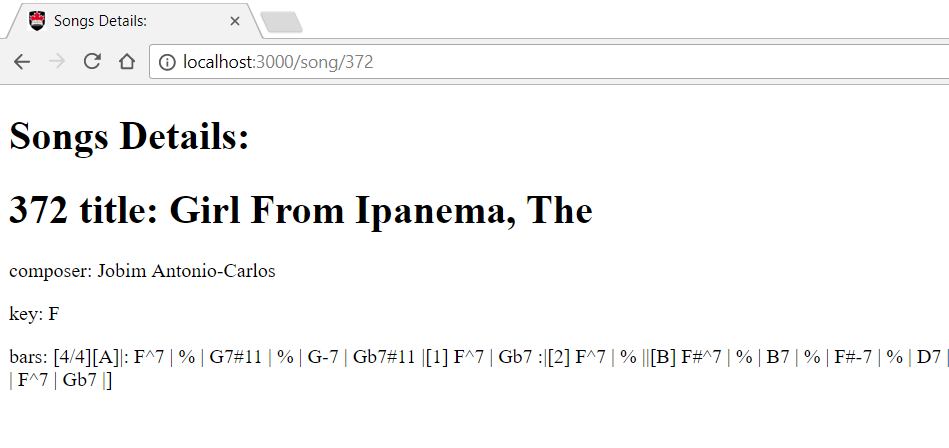 Songs Details:
localhost:3000/song/372
Songs Details:
372 title: Girl From Ipanema, The
composer: Jobim Antonio-Carlos
key: F
bars: [4/4][A]|: F^7 | % | G7#11 | % | G-7 | Gb7#11 |[1] F^7 | Gb7 :|[2] F^7 | % ||[B] F#^7 | % | B7 | % | F#-7 | % | D7 |
| F^7 | Gb7 |]